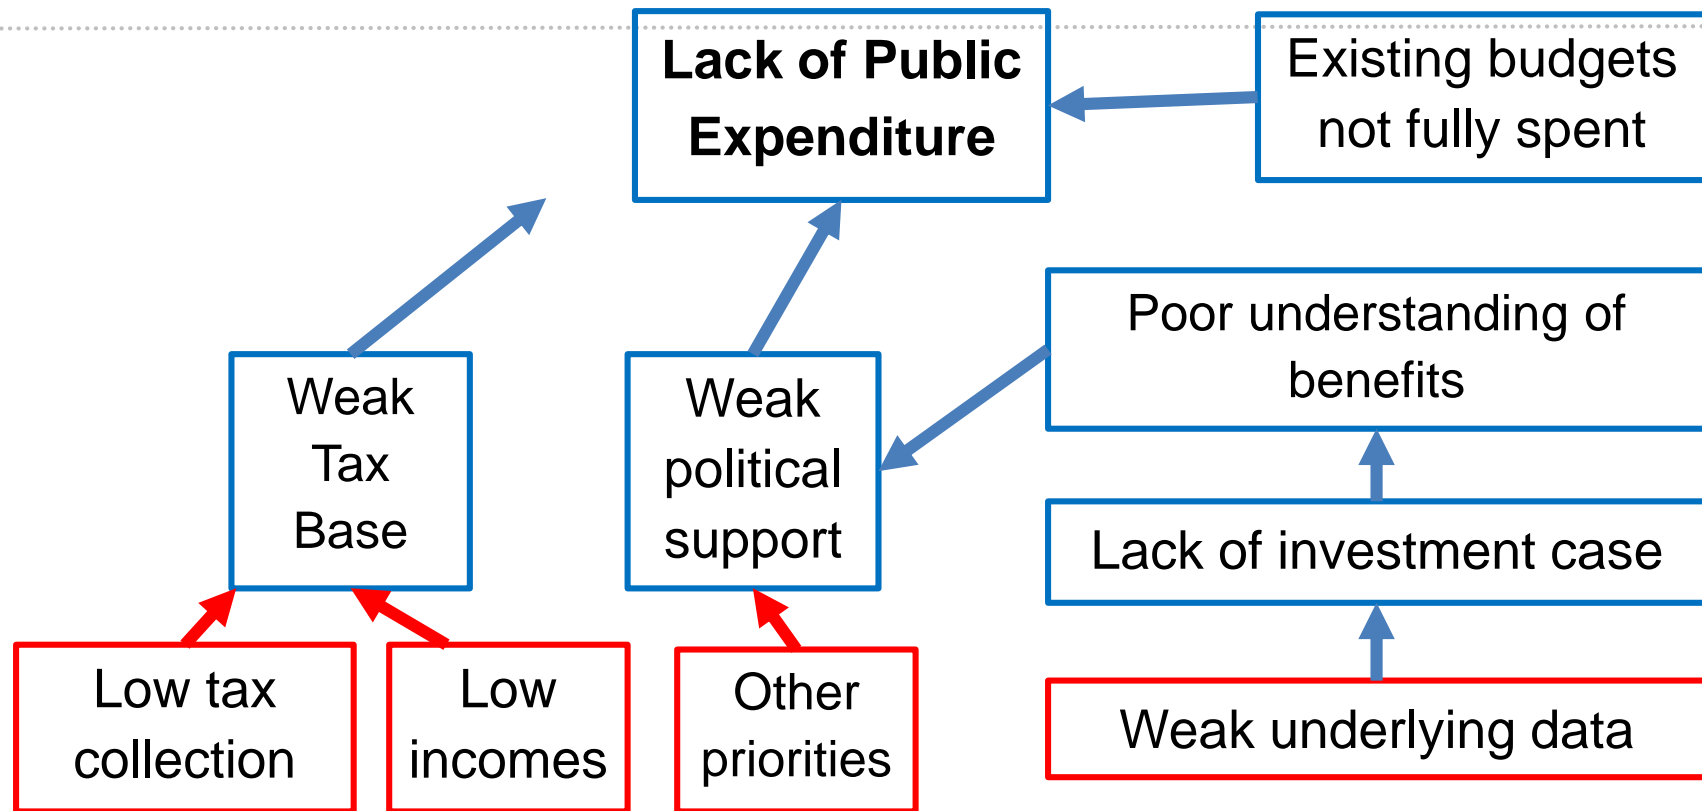 Lack of Public
Expenditure
Existing budgets
not fully spent
Poor understanding of
benefits
Weak
Tax
Base
Weak
political
support
Lack of investment case
Low tax
collection
Low
incomes
Other
priorities
Weak underlying data